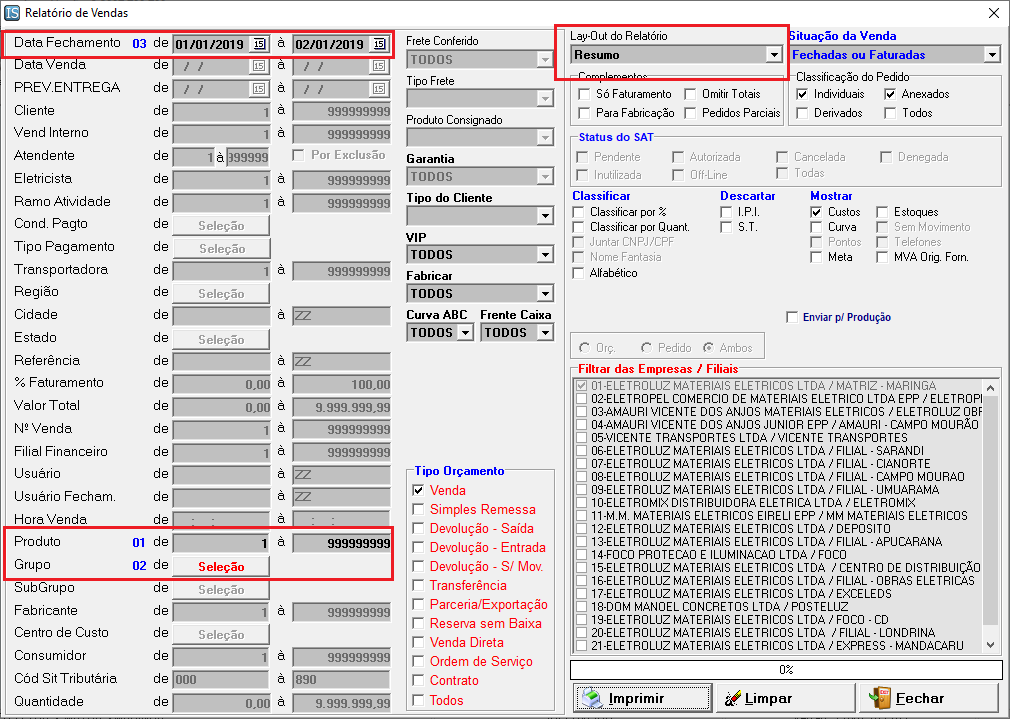 IS Relatório de Vendas
Data Fechamento 03 de 01/01/2019 15 à 02/01/2019 15
Data Venda de / / 15 à / / 15
PREV.ENTREGA de / / 15 à / / 15
Cliente de 1 à 999999999
Vend Interno de 1 à 999999999
Atendente de 1 à 999999 Por Exclusão
Eletricista de 1 à 999999999
Ramo Atividade de 1 à 999999999
Cond. Pagto de Seleção
Tipo Pagamento de Seleção
Transportadora de 1 à 999999999
Região de Seleção
Cidade de à ZZ
Estado de Seleção
Referência de à ZZ
% Faturamento de 0,00 à 100,00
Valor Total de 0,00 à 9.999.999,99
Nº Venda de à 999999999
Filial Financeiro de à 999999999
Usuário de à ZZ
Usuário Fecham. de à ZZ
Hora Venda de : : à : :
Produto 01 de 1 à 999999999
Grupo 02 de Seleção
SubGrupo de Seleção
Fabricante de 1 à 999999999
Centro de Custo de Seleção
Consumidor de 1 à 999999999
Cód Sit Tributária de 000 à 890
Quantidade de 0,00 à 9.999.999,99
Frete Conferido
TODOS
Tipo Frete
Produto Consignado
Garantia
TODOS
Tipo do Cliente
VIP
TODOS
Fabricar
TODOS
Curva ABC Frente Caixa
TODOS TODOS
Tipo Orçamento
Venda
Simples Remessa
Devolução - Saída
Devolução - Entrada
Devolução - S/ Mov.
Transferência
Parceria/Exportação
Reserva sem Baixa
Venda Direta
Ordem de Serviço
Contrato
Todos
Lay-Out do Relatório
Resumo
Situação da Venda
Fechadas ou Faturadas
Complementos
Só Faturamento Omitir Totais
Para Fabricação Pedidos Parciais
Classificação do Pedido
Individuais Anexados
Derivados Todos
Status do SAT
Pendente Autorizada Cancelada Denegada
Inutilizada Off-Line Todas
Classificar Descartar Mostrar
Classificar por % I.P.I. Custos Estoques
Classificar por Quant. S.T. Curva Sem Movimento
Juntar CNPJ/CPF Pontos Telefones
Nome Fantasia Meta MVA Orig. Forn.
Alfabético
Enviar p/ Produção
Orç. Pedido Ambos
Filtrar das Empresas / Filiais
01-ELETROLUZ MATERIAIS ELETRICOS LTDA / MATRIZ - MARINGA
02-ELETROPEL COMERCIO DE MATERIAIS ELETRICO LTDA EPP / ELETROPI
03-AMAURI VICENTE DOS ANJOS MATERIAIS ELETRICOS / ELETROLUZ OBF
04-AMAURI VICENTE DOS ANJOS JUNIOR EPP / AMAURI - CAMPO MOURÃO
05-VICENTE TRANSPORTES LTDA / VICENTE TRANSPORTES
06-ELETROLUZ MATERIAIS ELETRICOS LTDA / FILIAL - SARANDI
07-ELETROLUZ MATERIAIS ELETRICOS LTDA / FILIAL - CIANORTE
08-ELETROLUZ MATERIAIS ELETRICOS LTDA / FILIAL - CAMPO MOURAO
09-ELETROLUZ MATERIAIS ELETRICOS LTDA / FILIAL - UMUARAMA
10-ELETROMIX DISTRIBUIDORA ELETRICA LTDA / ELETROMIX
11-M.M. MATERIAIS ELÉTRICOS EIRELI EPP / MM MATERIAIS ELETRICOS
12-ELETROLUZ MATERIAIS ELETRICOS LTDA / DEPOSITO
13-ELETROLUZ MATERIAIS ELETRICOS LTDA / FILIAL - APUCARANA
14-FOCO PROTECAO E ILUMINACAO LTDA / FOCO
15-ELETROLUZ MATERIAIS ELETRICOS LTDA / CENTRO DE DISTRIBUIÇÃO
16-ELETROLUZ MATERIAIS ELETRICOS LTDA / FILIAL - OBRAS ELETRICAS
17-ELETROLUZ MATERIAIS ELETRICOS LTDA / EXCELEDS
18-DOM MANOEL CONCRETOS LTDA / POSTELUZ
19-ELETROLUZ MATERIAIS ELETRICOS LTDA / FOCO - CD
20-ELETROLUZ MATERIAIS ELETRICOS LTDA / FILIAL - LONDRINA
21-ELETROLUZ MATERIAIS ELETRICOS LTDA / EXPRESS - MANDACARU
0%
Imprimir Limpar Fechar